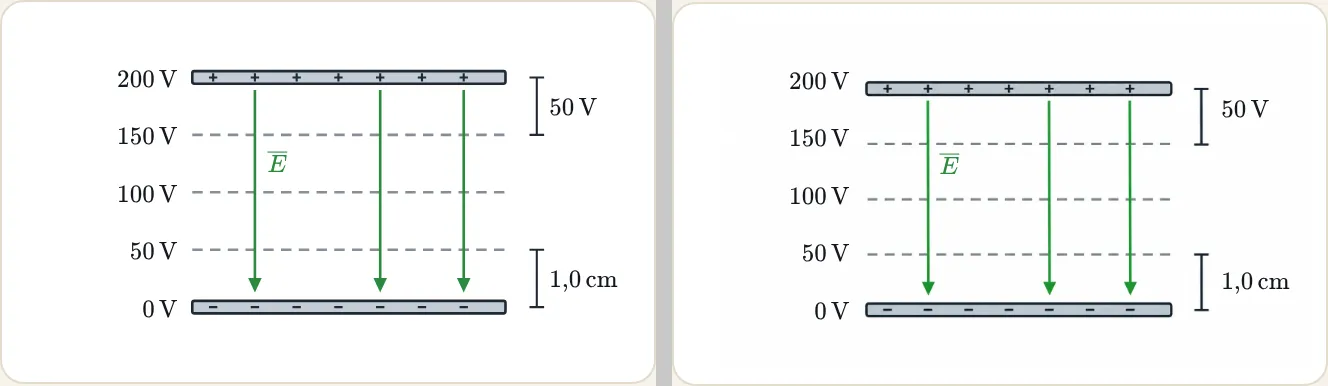 200 V
+ + + + + + +
50 V
150 V
E
100 V
50 V
1,0 cm
0 V
− − − − − − −
200 V
+ + + + + + +
50 V
150 V
E
100 V
50 V
1,0 cm
0 V
− − − − − − −